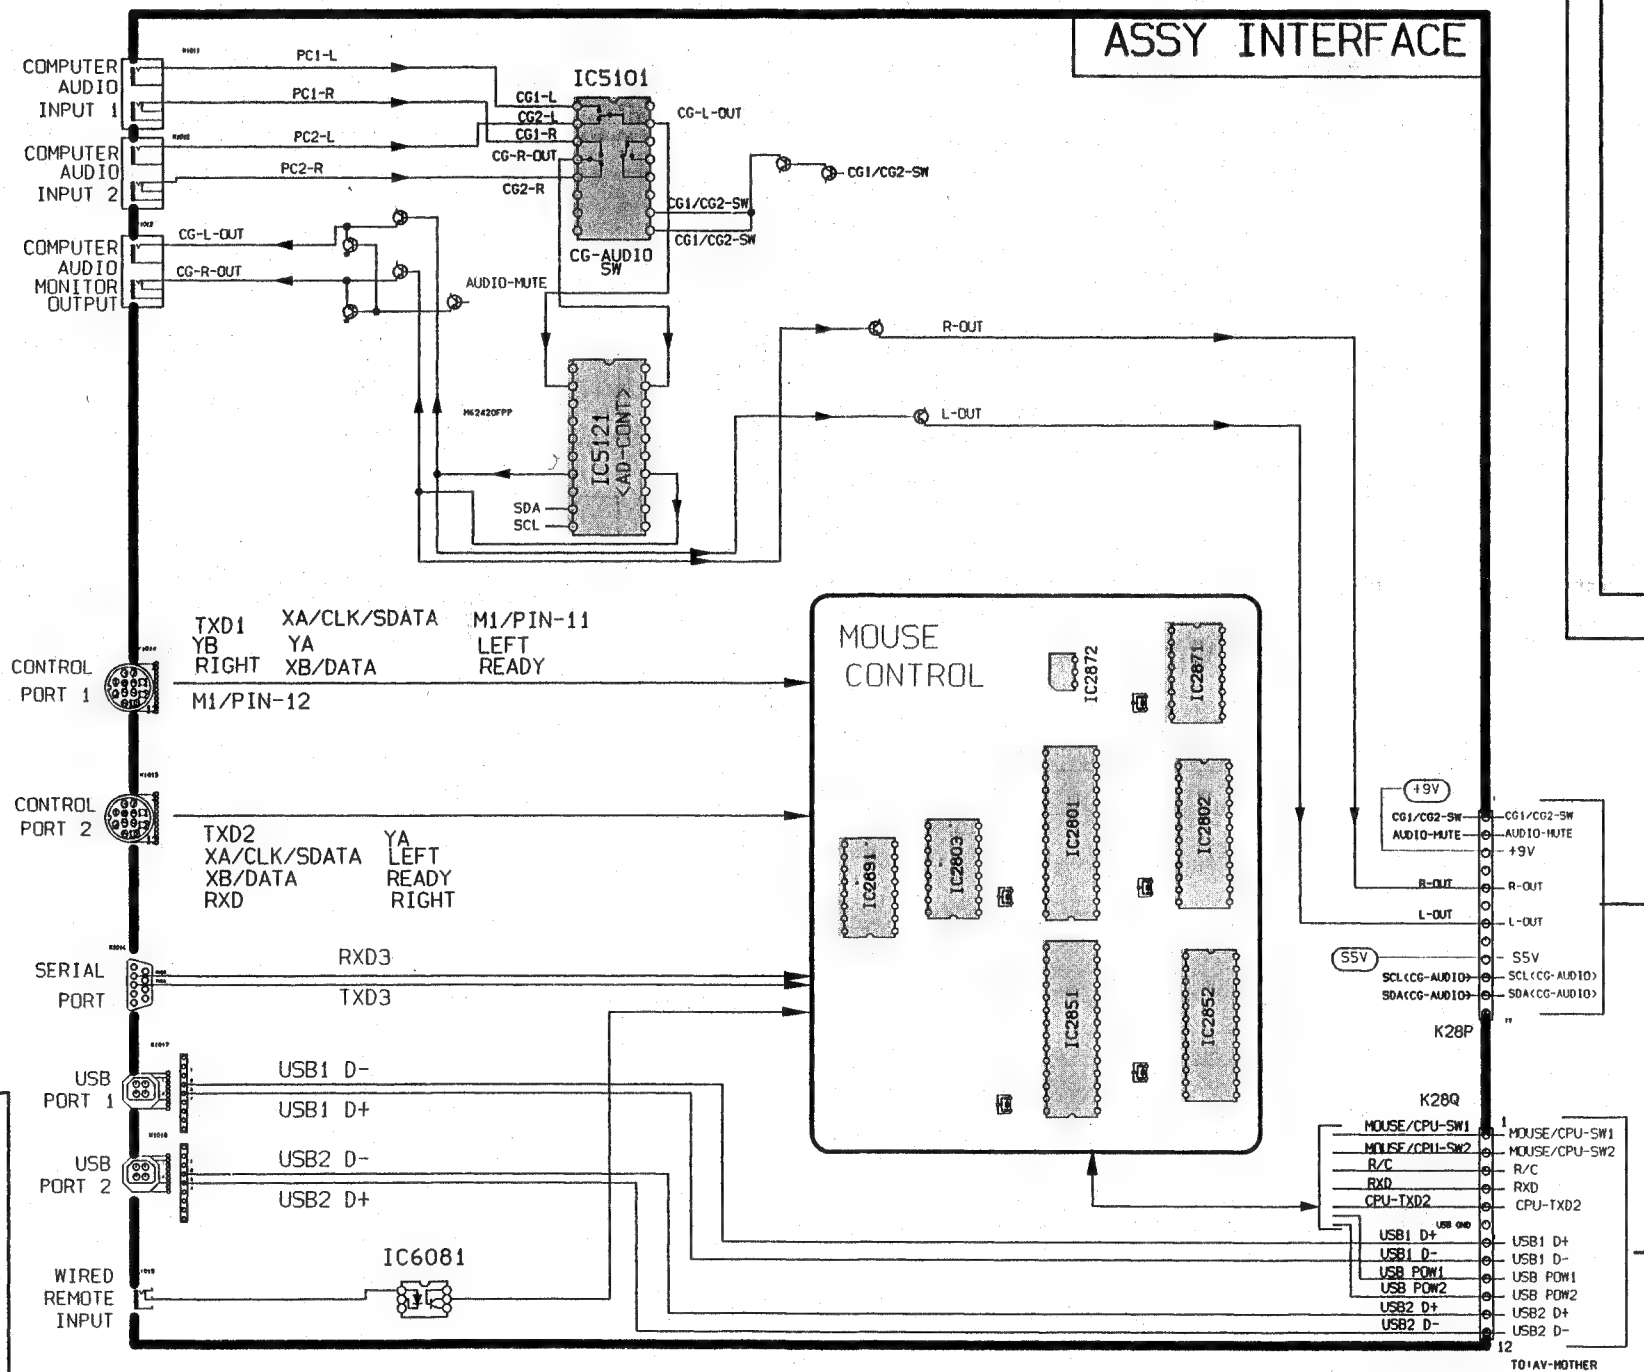 ASSY INTERFACE
COMPUTER
AUDIO
INPUT 1
PC1-L
PC1-R
COMPUTER
AUDIO
INPUT 2
PC2-L
PC2-R
IC5101
CG1-L
CG2-L
CG1-R
CG-R-OUT
CG2-R
CG-L-OUT
CG1/CG2-SW
CG1/CG2-SW
CG1/CG2-SW
CG-AUDIO
SW
COMPUTER
AUDIO
MONITOR
OUTPUT
CG-L-OUT
CG-R-OUT
AUDIO-MUTE
R-OUT
L-OUT
M62420FPP
IC5121
<AD-CONT>
SDA
SCL
CONTROL
PORT 1
TXD1 XA/CLK/SDATA M1/PIN-11
YB YA LEFT
RIGHT XB/DATA READY
M1/PIN-12
MOUSE
CONTROL
IC2872
IC2871
IC2801
IC2802
IC2803
IC2891
IC2851
IC2852
CONTROL
PORT 2
TXD2 YA
XA/CLK/SDATA LEFT
XB/DATA READY
RXD RIGHT
SERIAL
PORT
RXD3
TXD3
USB
PORT 1
USB1 D-
USB1 D+
USB
PORT 2
USB2 D-
USB2 D+
WIRED
REMOTE
INPUT
IC6081
+9V
CG1/CG2-SW CG1/CG2-SW
AUDIO-MUTE AUDIO-MUTE
+9V
R-OUT R-OUT
L-OUT L-OUT
S5V S5V
SCL(CG-AUDIO) SCL(CG-AUDIO)
SDA(CG-AUDIO) SDA(CG-AUDIO)
K28P
K28Q
1
MOUSE/CPU-SW1 MOUSE/CPU-SW1
MOUSE/CPU-SW2 MOUSE/CPU-SW2
R/C R/C
RXD RXD
CPU-TXD2 CPU-TXD2
USB GND
USB1 D+ USB1 D+
USB1 D- USB1 D-
USB POW1 USB POW1
USB POW2 USB POW2
USB2 D+ USB2 D+
USB2 D- USB2 D-
12
TO:AV-MOTHER